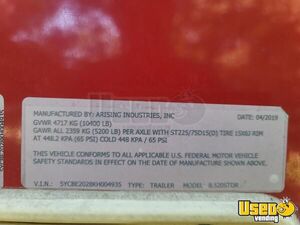 MANUFACTURED BY: ARISING INDUSTRIES, INC
DATE: 04/2019
GVWR 4717 KG (10400 LB)
GAWR ALL 2359 KG (5200 LB) PER AXLE WITH ST225/75D15(D) TIRE 15X6J RIM
AT 448.2 KPA (65 PSI) COLD 448 KPA / 65 PSI
THIS VEHICLE CONFORMS TO ALL APPLICABLE U.S. FEDERAL MOTOR VEHICLE
SAFETY STANDARDS IN EFFECT ON THE DATE OF MANUFACTURE SHOWN ABOVE.
V.I.N.: 5YCBE2028KH004935 TYPE: TRAILER
Used Vending
.com